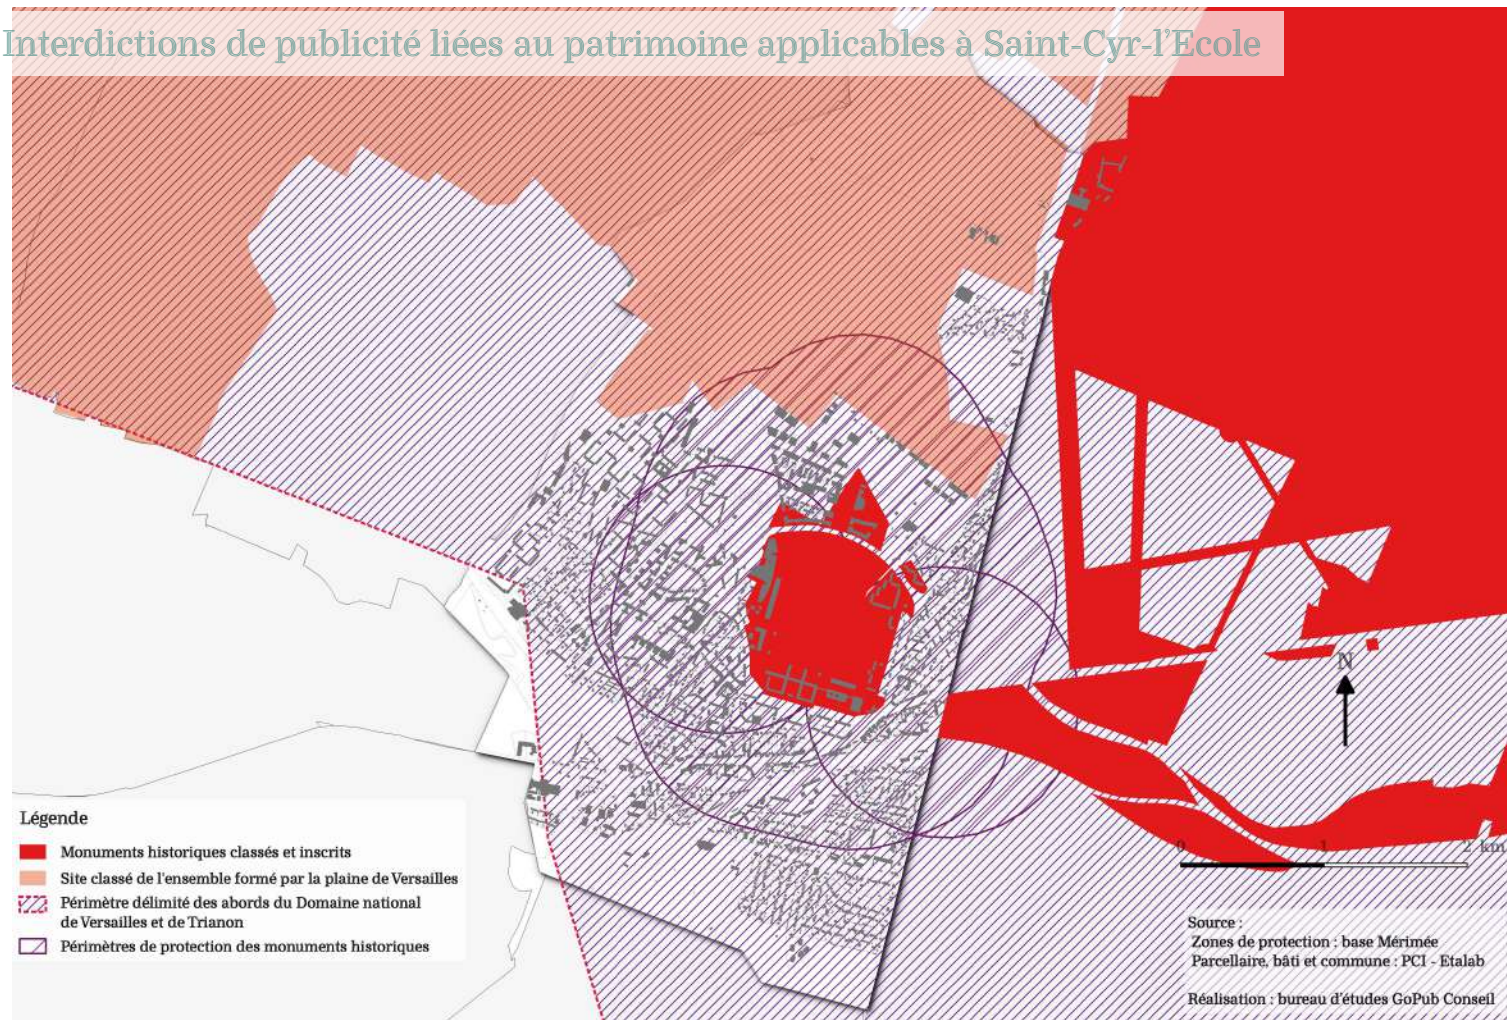 Interdictions de publicité liées au patrimoine applicables à Saint-Cyr-l'Ecole
N
0 1 2 km
Légende
Monuments historiques classés et inscrits
Site classé de l'ensemble formé par la plaine de Versailles
Périmètre délimité des abords du Domaine national
de Versailles et de Trianon
Périmètres de protection des monuments historiques
Source :
Zones de protection : base Mérimée
Parcellaire, bâti et commune : PCI - Etalab
Réalisation : bureau d'études GoPub Conseil